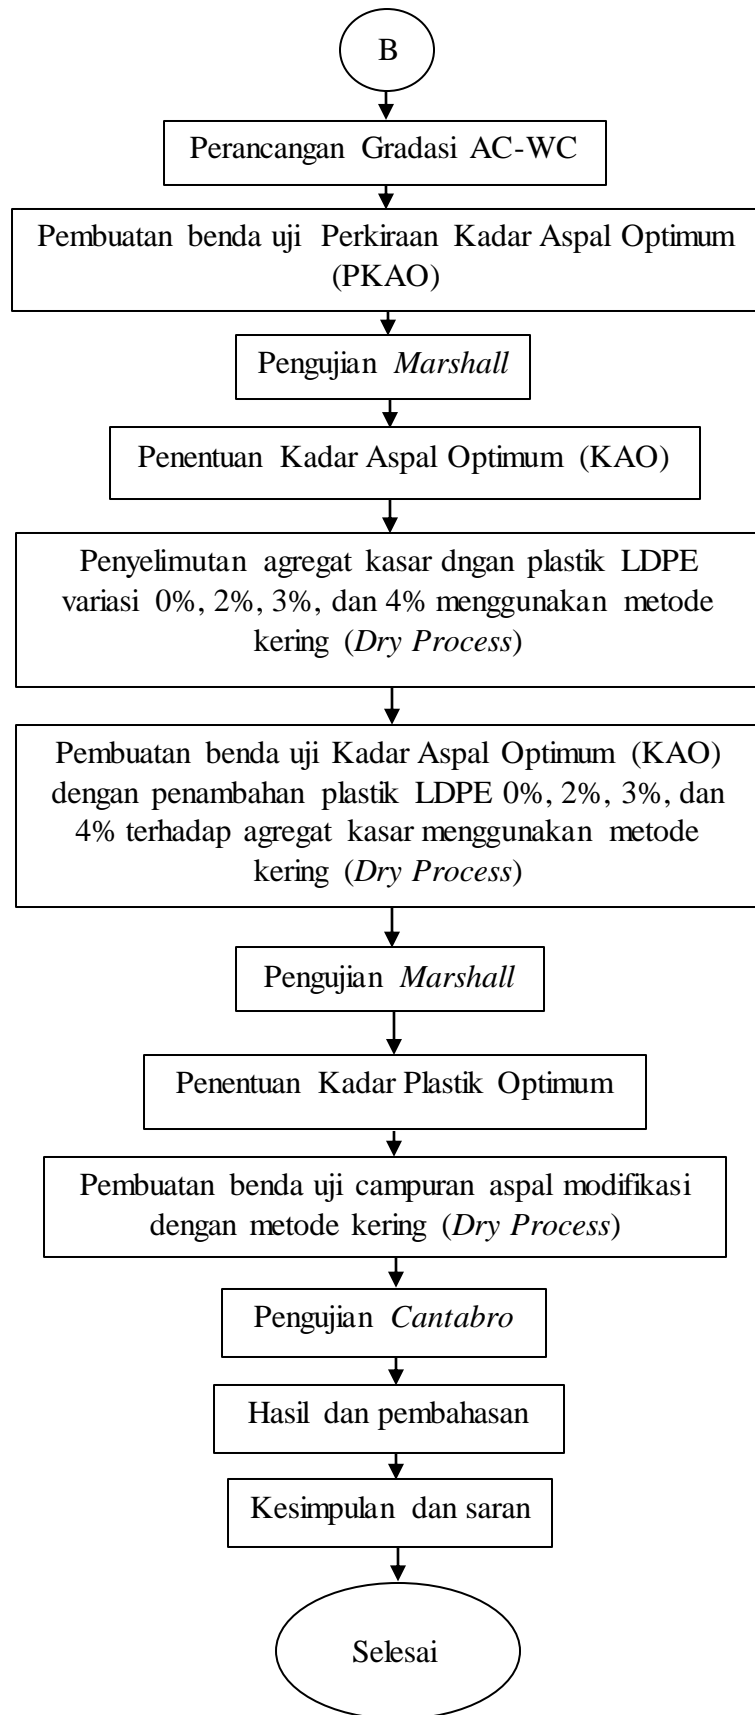 B
Perancangan Gradasi AC-WC
Pembuatan benda uji Perkiraan Kadar Aspal Optimum
(PKAO)
Pengujian Marshall
Penentuan Kadar Aspal Optimum (KAO)
Penyelimutan agregat kasar dngan plastik LDPE
variasi 0%, 2%, 3%, dan 4% menggunakan metode
kering (Dry Process)
Pembuatan benda uji Kadar Aspal Optimum (KAO)
dengan penambahan plastik LDPE 0%, 2%, 3%, dan
4% terhadap agregat kasar menggunakan metode
kering (Dry Process)
Pengujian Marshall
Penentuan Kadar Plastik Optimum
Pembuatan benda uji campuran aspal modifikasi
dengan metode kering (Dry Process)
Pengujian Cantabro
Hasil dan pembahasan
Kesimpulan dan saran
Selesai